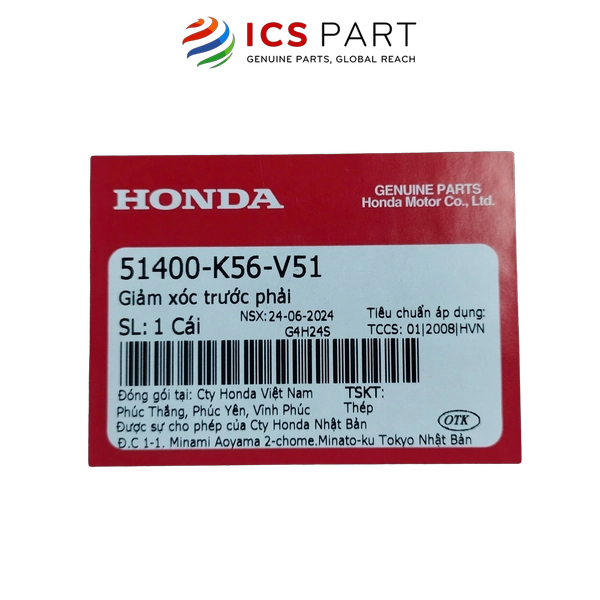 ICS PART
GENUINE PARTS, GLOBAL REACH
HONDA
GENUINE PARTS
Honda Motor Co., Ltd.
51400-K56-V51
Giảm xóc trước phải
SL: 1 Cái
NSX: 24-06-2024
G4H24S
Tiêu chuẩn áp dụng:
TCCS: 01|2008|HVN
Đóng gói tại: Cty Honda Việt Nam
Phúc Thắng, Phúc Yên, Vĩnh Phúc
TSKT:
Thép
Được sự cho phép của Cty Honda Nhật Bản
Đ.C 1-1. Minami Aoyama 2-chome.Minato-ku Tokyo Nhật Bản
OTK